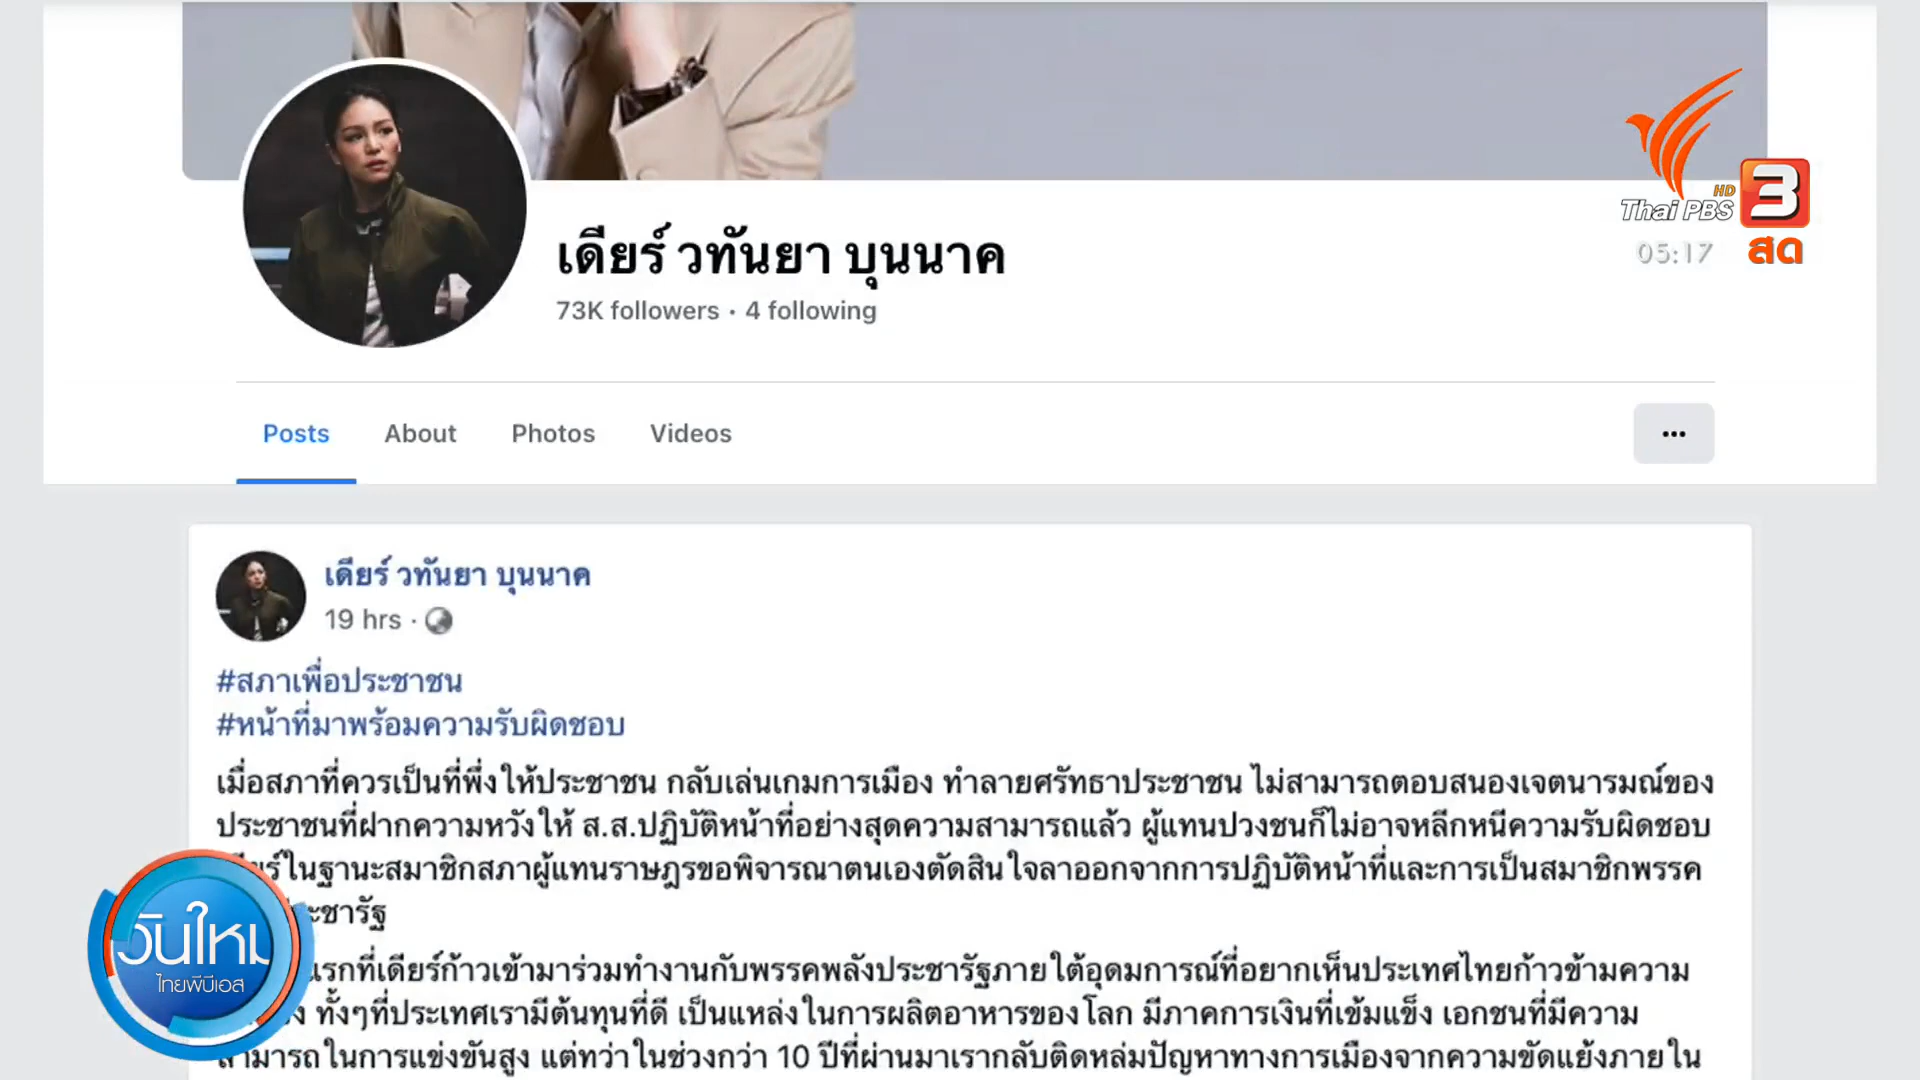 HD
Thai PBS
3
05:17
สด
เดียร์ วทันยา บุนนาค
73K followers · 4 following
Posts
About
Photos
Videos
เดียร์ วทันยา บุนนาค
19 hrs ·
#สภาเพื่อประชาชน
#หน้าที่มาพร้อมความรับผิดชอบ
เมื่อสภาที่ควรเป็นที่พึ่งให้ประชาชน กลับเล่นเกมการเมือง ทำลายศรัทธาประชาชน ไม่สามารถตอบสนองเจตนารมณ์ของ
ประชาชนที่ฝากความหวังให้ ส.ส.ปฏิบัติหน้าที่อย่างสุดความสามารถแล้ว ผู้แทนปวงชนก็ไม่อาจหลีกหนีความรับผิดชอบ
ในฐานะสมาชิกสภาผู้แทนราษฎรขอพิจารณาตนเองตัดสินใจลาออกจากการปฏิบัติหน้าที่และการเป็นสมาชิกพรรค
ะชารัฐ
แรกที่เดียร์ก้าวเข้ามาร่วมทำงานกับพรรคพลังประชารัฐภายใต้อุดมการณ์ที่อยากเห็นประเทศไทยก้าวข้ามความ
ทั้งๆที่ประเทศเรามีต้นทุนที่ดี เป็นแหล่งในการผลิตอาหารของโลก มีภาคการเงินที่เข้มแข็ง เอกชนที่มีความ
สามารถในการแข่งขันสูง แต่ทว่าในช่วงกว่า 10 ปีที่ผ่านมาเรากลับติดหล่มปัญหาทางการเมืองจากความขัดแย้งภายใน
วันใหม่
ไทยพีบีเอส